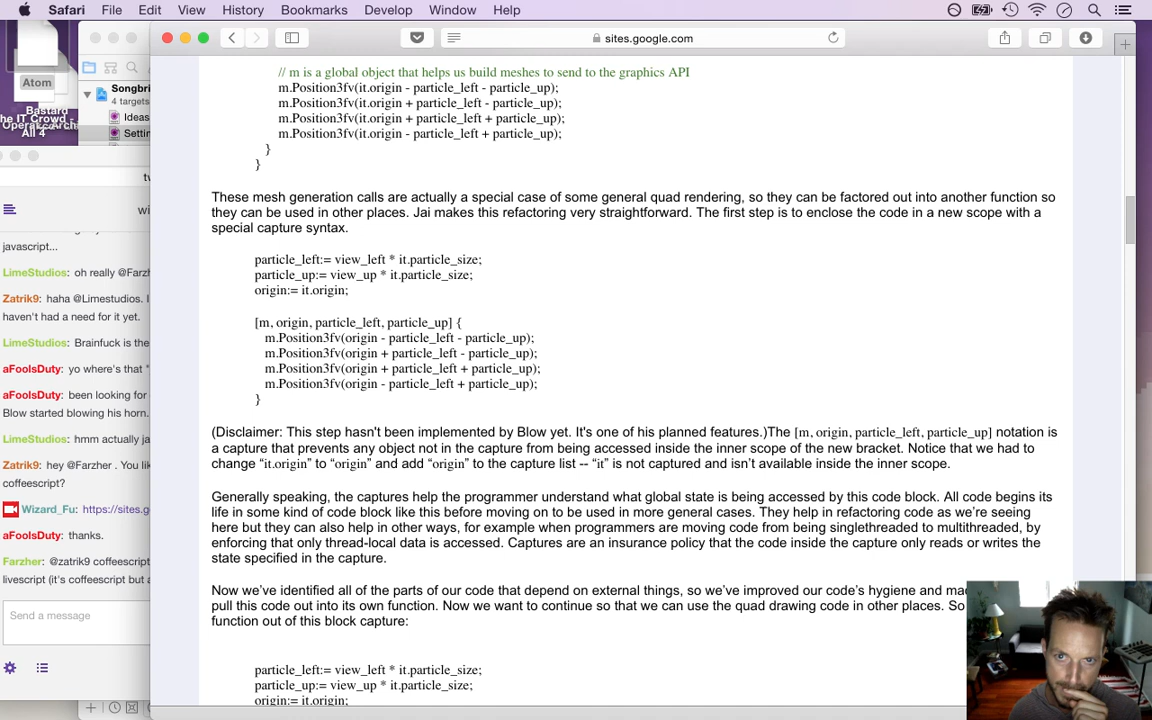 Safari File Edit View History Bookmarks Develop Window Help
Atom
Bastard
he IT Crowd -
All 4
Songbri
4 targets
Ideas
Settin
sites.google.com
// m is a global object that helps us build meshes to send to the graphics API
m.Position3fv(it.origin - particle_left - particle_up);
m.Position3fv(it.origin + particle_left - particle_up);
m.Position3fv(it.origin + particle_left + particle_up);
m.Position3fv(it.origin - particle_left + particle_up);
}
}
These mesh generation calls are actually a special case of some general quad rendering, so they can be factored out into another function so
they can be used in other places. Jai makes this refactoring very straightforward. The first step is to enclose the code in a new scope with a
special capture syntax.
particle_left:= view_left * it.particle_size;
particle_up:= view_up * it.particle_size;
origin:= it.origin;
[m, origin, particle_left, particle_up] {
m.Position3fv(origin - particle_left - particle_up);
m.Position3fv(origin + particle_left - particle_up);
m.Position3fv(origin + particle_left + particle_up);
m.Position3fv(origin - particle_left + particle_up);
}
(Disclaimer: This step hasn't been implemented by Blow yet. It's one of his planned features.)The [m, origin, particle_left, particle_up] notation is
a capture that prevents any object not in the capture from being accessed inside the inner scope of the new bracket. Notice that we had to
change “it.origin” to “origin” and add “origin” to the capture list -- “it” is not captured and isn’t available inside the inner scope.
Generally speaking, the captures help the programmer understand what global state is being accessed by this code block. All code begins its
life in some kind of code block like this before moving on to be used in more general cases. They help in refactoring code as we’re seeing
here but they can also help in other ways, for example when programmers are moving code from being singlethreaded to multithreaded, by
enforcing that only thread-local data is accessed. Captures are an insurance policy that the code inside the capture only reads or writes the
state specified in the capture.
Now we’ve identified all of the parts of our code that depend on external things, so we’ve improved our code’s hygiene and mad
pull this code out into its own function. Now we want to continue so that we can use the quad drawing code in other places. So
function out of this block capture:
particle_left:= view_left * it.particle_size;
particle_up:= view_up * it.particle_size;
origin:= it.origin;
tv
wi
javascript...
LimeStudios: oh really @Farzh
Zatrik9: haha @Limestudios. I
haven't had a need for it yet.
LimeStudios: Brainfuck is the
aFoolsDuty: yo where's that "
aFoolsDuty: been looking for
Blow started blowing his horn.
LimeStudios: hmm actually ja
Zatrik9: hey @Farzher . You lik
coffeescript?
Wizard_Fu: https://sites.g
aFoolsDuty: thanks.
Farzher: @zatrik9 coffeescript
livescript (it's coffeescript but a
Send a message